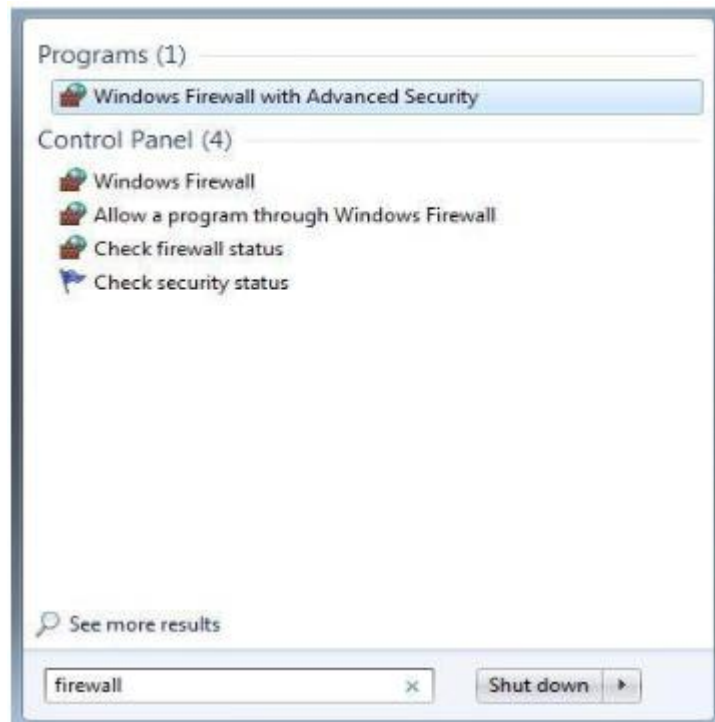 Programs (1)
Windows Firewall with Advanced Security
Control Panel (4)
Windows Firewall
Allow a program through Windows Firewall
Check firewall status
Check security status
See more results
firewall
Shut down